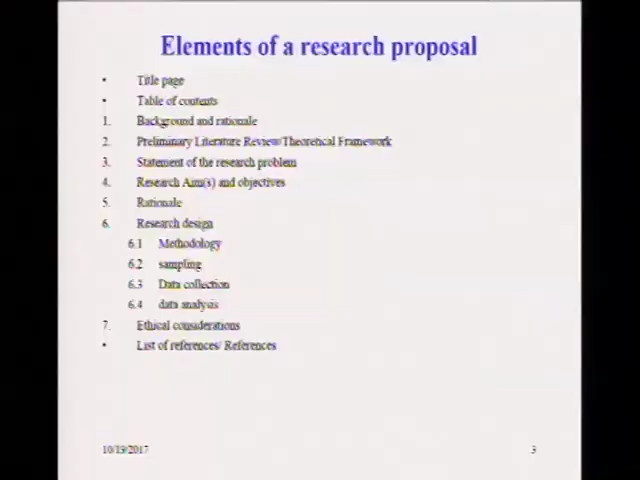 Elements of a research proposal
• Title page
• Table of contents
1. Background and rationale
2. Preliminary Literature Review/Theoretical Framework
3. Statement of the research problem
4. Research Aim(s) and objectives
5. Rationale
6. Research design
6.1 Methodology
6.2 sampling
6.3 Data collection
6.4 data analysis
7. Ethical considerations
• List of references/ References
10/19/2017
3